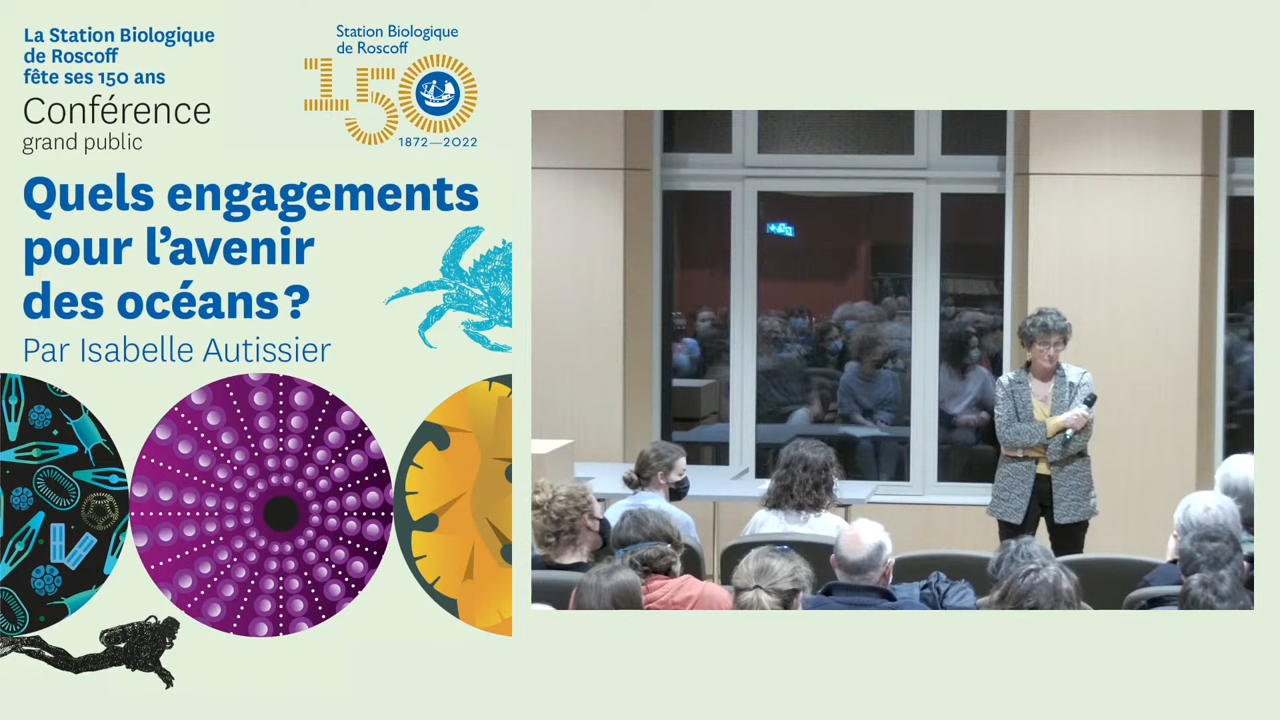 La Station Biologique
de Roscoff
fête ses 150 ans
Conférence
grand public
Station Biologique
de Roscoff
150
1872—2022
Quels engagements
pour l'avenir
des océans?
Par Isabelle Autissier